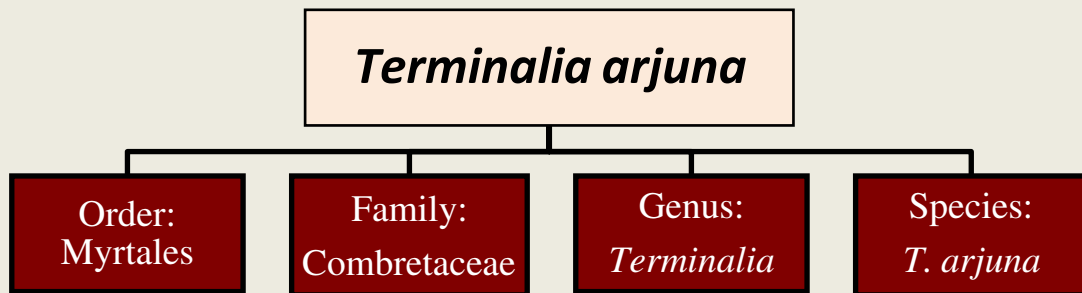 Terminalia arjuna
Order:
Myrtales
Family:
Combretaceae
Genus:
Terminalia
Species:
T. arjuna